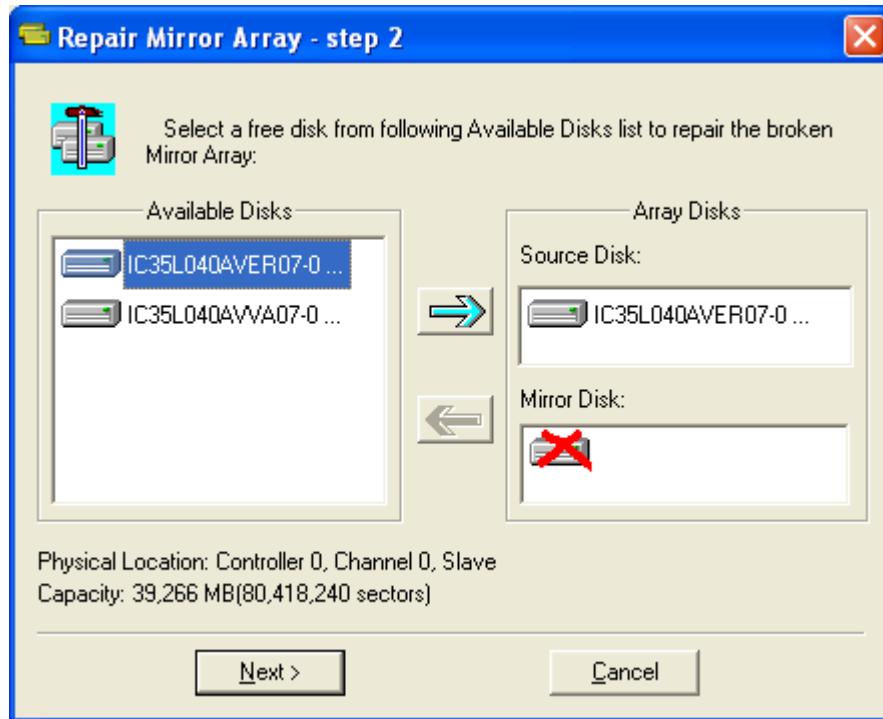 Repair Mirror Array - step 2
Select a free disk from following Available Disks list to repair the broken
Mirror Array:
Available Disks
IC35L040AVER07-0 ...
IC35L040AVVA07-0 ...
Array Disks
Source Disk:
IC35L040AVER07-0 ...
Mirror Disk:
Physical Location: Controller 0, Channel 0, Slave
Capacity: 39,266 MB(80,418,240 sectors)
Next >
Cancel